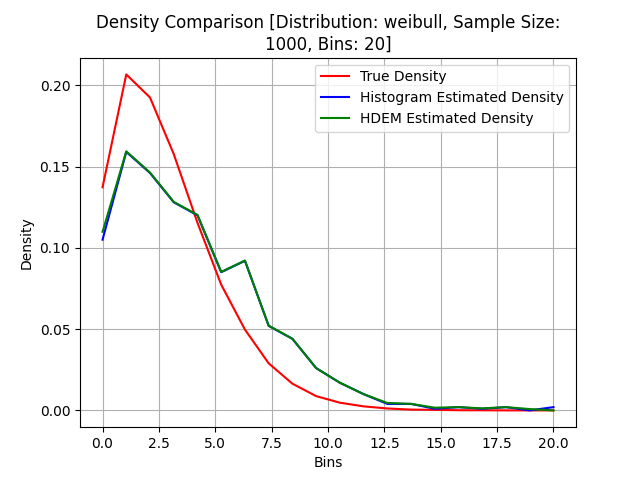 Density Comparison [Distribution: weibull, Sample Size:
1000, Bins: 20]
True Density
Histogram Estimated Density
HDEM Estimated Density
Density
0.20
0.15
0.10
0.05
0.00
0.0 2.5 5.0 7.5 10.0 12.5 15.0 17.5 20.0
Bins